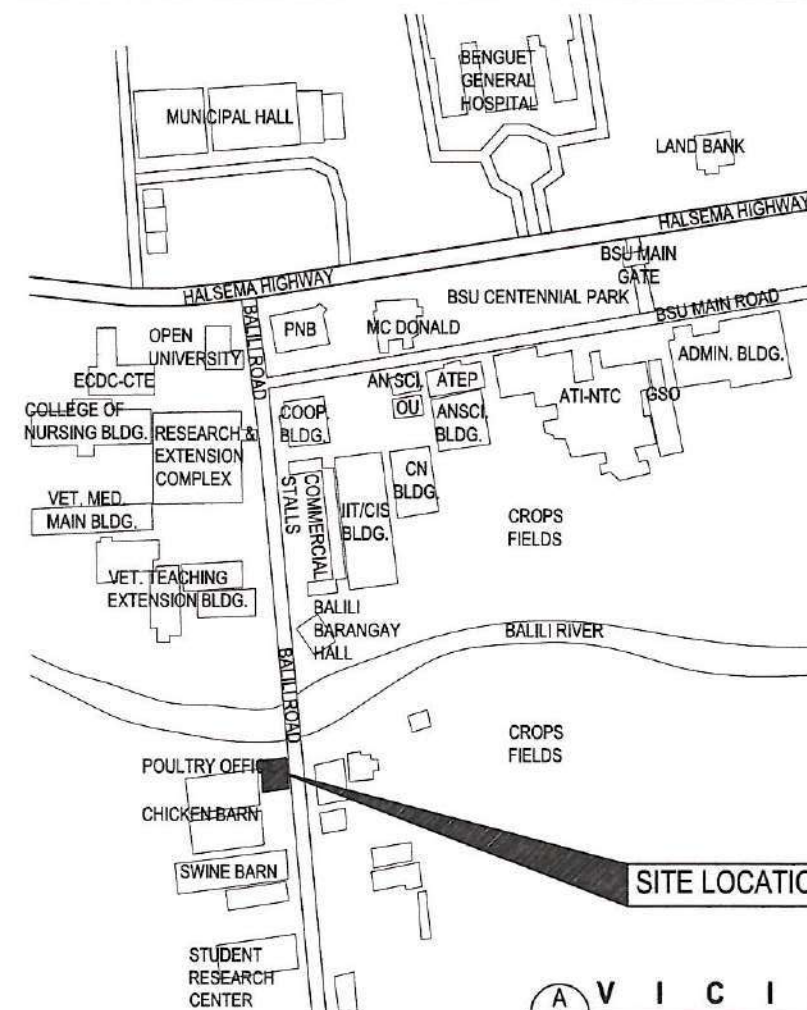 BENGUET
GENERAL
HOSPITAL
MUNICIPAL HALL
LAND BANK
HALSEMA HIGHWAY
BSU MAIN
GATE
HALSEMA HIGHWAY
BSU CENTENNIAL PARK
BSU MAIN ROAD
BALILI ROAD
PNB
MC DONALD
OPEN
UNIVERSITY
ADMIN. BLDG.
ECDC-CTE
AN SCI.
ATEP
ATI-NTC
GSO
OU
COLLEGE OF
NURSING BLDG.
RESEARCH &
EXTENSION
COMPLEX
COOP.
BLDG.
ANSCI.
BLDG.
CN
BLDG.
COMMERCIAL
STALLS
IIT/CIS
BLDG.
VET. MED.
MAIN BLDG.
CROPS
FIELDS
VET. TEACHING
EXTENSION BLDG.
BALILI
BARANGAY
HALL
BALILI RIVER
BALILI ROAD
CROPS
FIELDS
POULTRY OFFIC
CHICKEN BARN
SWINE BARN
SITE LOCATIO
STUDENT
RESEARCH
CENTER
A
V I C I